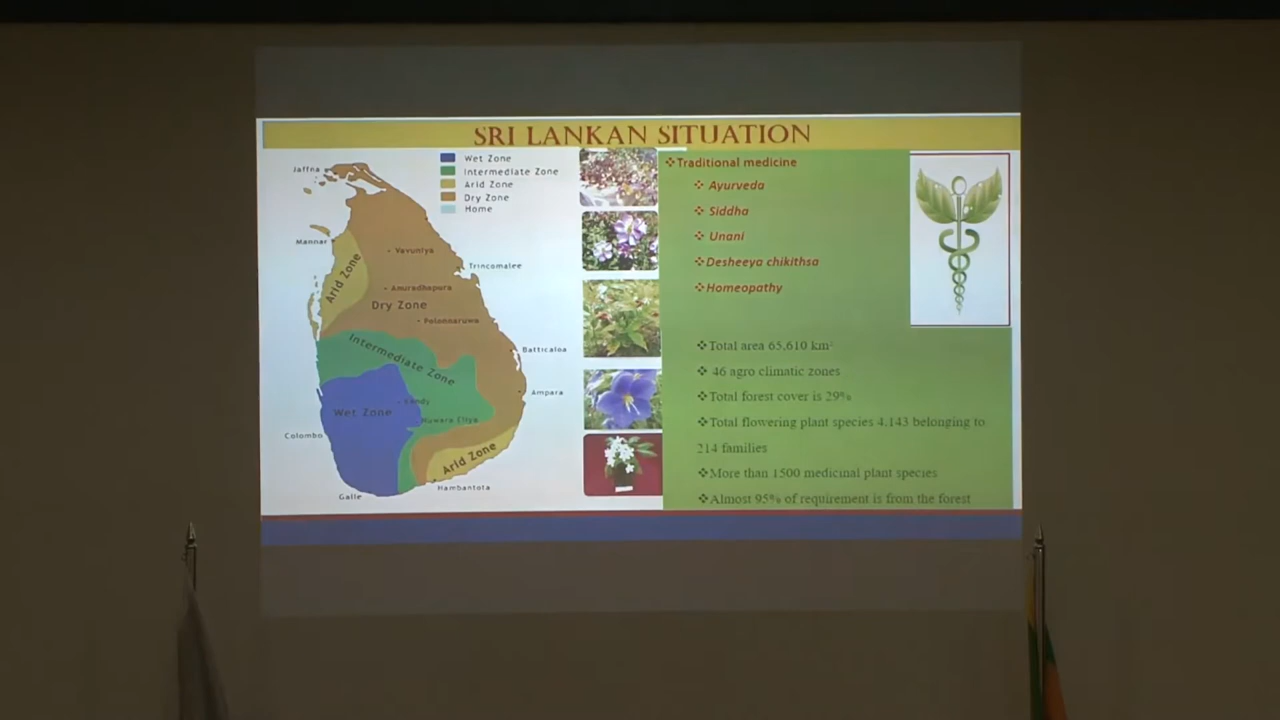 SRI LANKAN SITUATION
Wet Zone
Intermediate Zone
Arid Zone
Dry Zone
Home
Jaffna
Mannar
Vavuniya
Trincomalee
Arid Zone
Anuradhapura
Dry Zone
Polonnaruwa
Intermediate Zone
Batticaloa
Ampara
Kandy
Wet Zone
Nuwara Eliya
Colombo
Arid Zone
Hambantota
Galle
❖Traditional medicine
❖ Ayurveda
❖ Siddha
❖ Unani
❖Desheeya chikithsa
❖Homeopathy
❖Total area 65,610 km²
❖ 46 agro climatic zones
❖Total forest cover is 29%
❖Total flowering plant species 4,143 belonging to
214 families
❖More than 1500 medicinal plant species
❖Almost 95% of requirement is from the forest